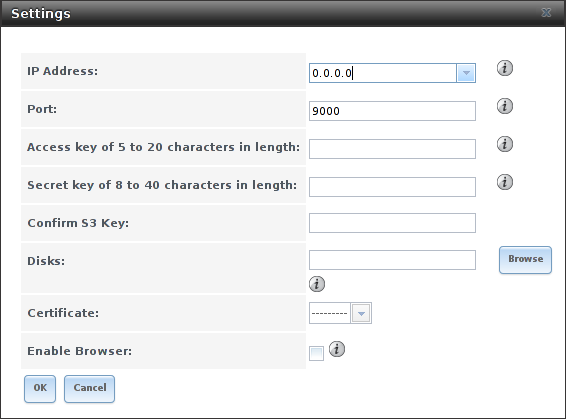 Settings
IP Address:
0.0.0.0
Port:
9000
Access key of 5 to 20 characters in length:
Secret key of 8 to 40 characters in length:
Confirm S3 Key:
Disks:
Browse
Certificate:
---------
Enable Browser:
OK
Cancel